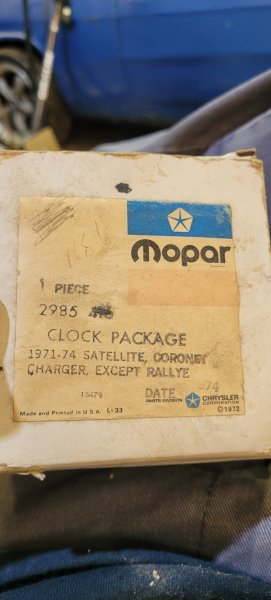 Mopar
1 PIECE
2985
CLOCK PACKAGE
1971-74 SATELLITE, CORONET
CHARGER, EXCEPT RALLYE
DATE -74
PARTS DIVISION CHRYSLER
CORPORATION
Made and Printed in U.S.A. L-33
©1972